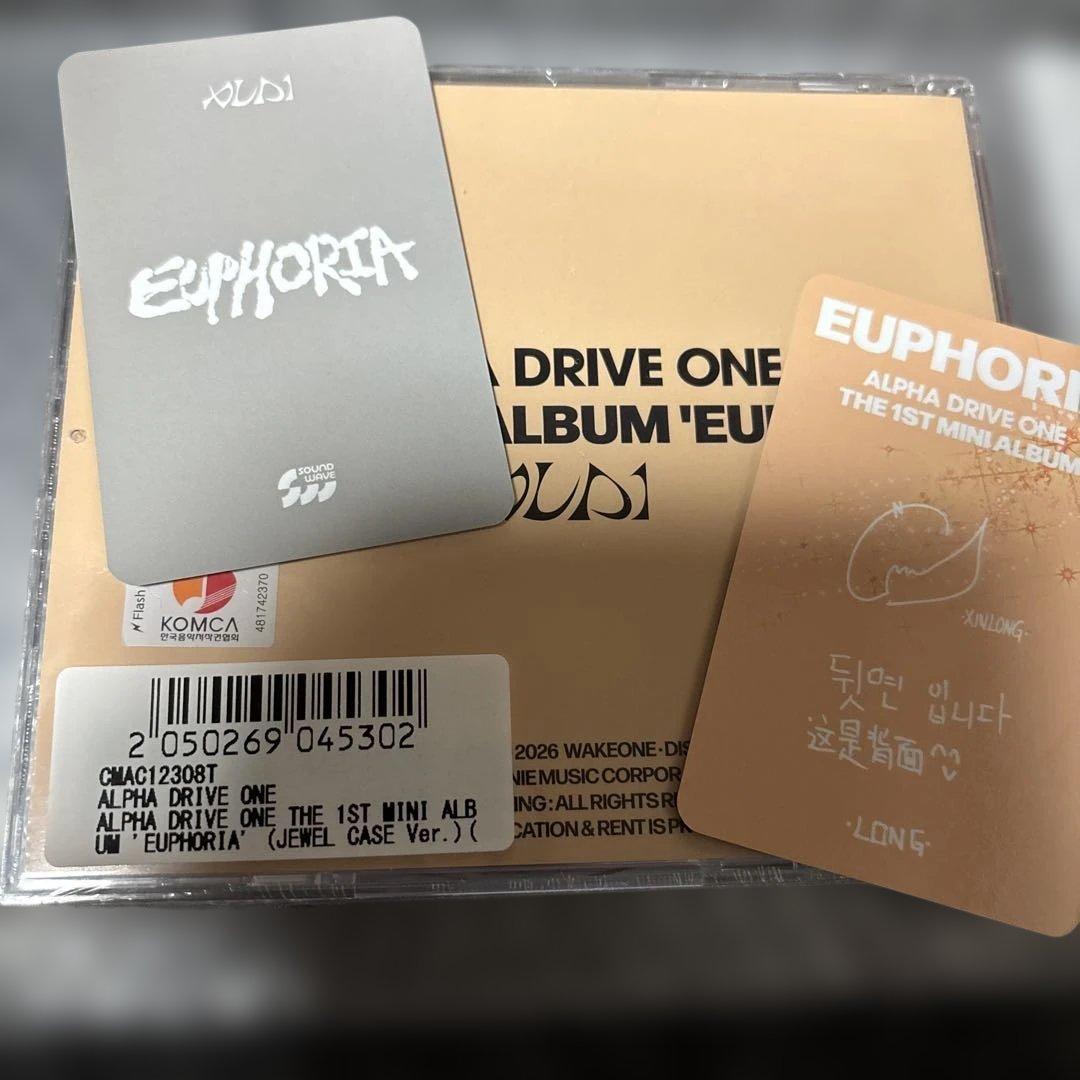 ALD1
EUPHORIA
SOUND
WAVE
DRIVE ONE
ALBUM 'EU
ALD1
EUPHORI
ALPHA DRIVE ONE
THE 1ST MINI ALBUM
XINLONG
뒷면 입니다
这是背面
·LONG·
Flash
KOMCA
한국음악저작권협회
481742370
2 050269 045302
CMAC12308T
ALPHA DRIVE ONE
ALPHA DRIVE ONE THE 1ST MINI ALB
UM 'EUPHORIA' (JEWEL CASE Ver.) (
2026 WAKEONE·DIS
NIE MUSIC CORPOR
ING: ALL RIGHTS R
CATION & RENT IS PR